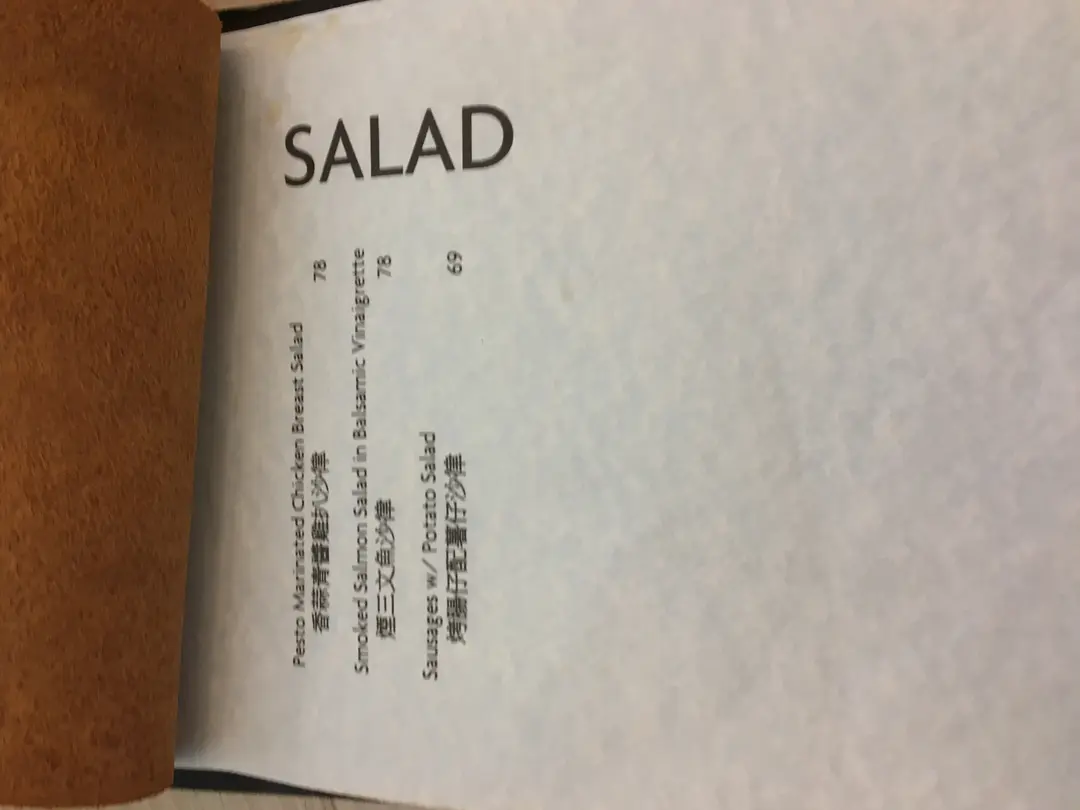 SALAD
Pesto Marinated Chicken Breast Salad
香蒜青醬雞扒沙律 78
Smoked Salmon Salad in Balsamic Vinaigrette
煙三文魚沙律 78
Sausages w/ Potato Salad
烤腸仔配薯仔沙律 69